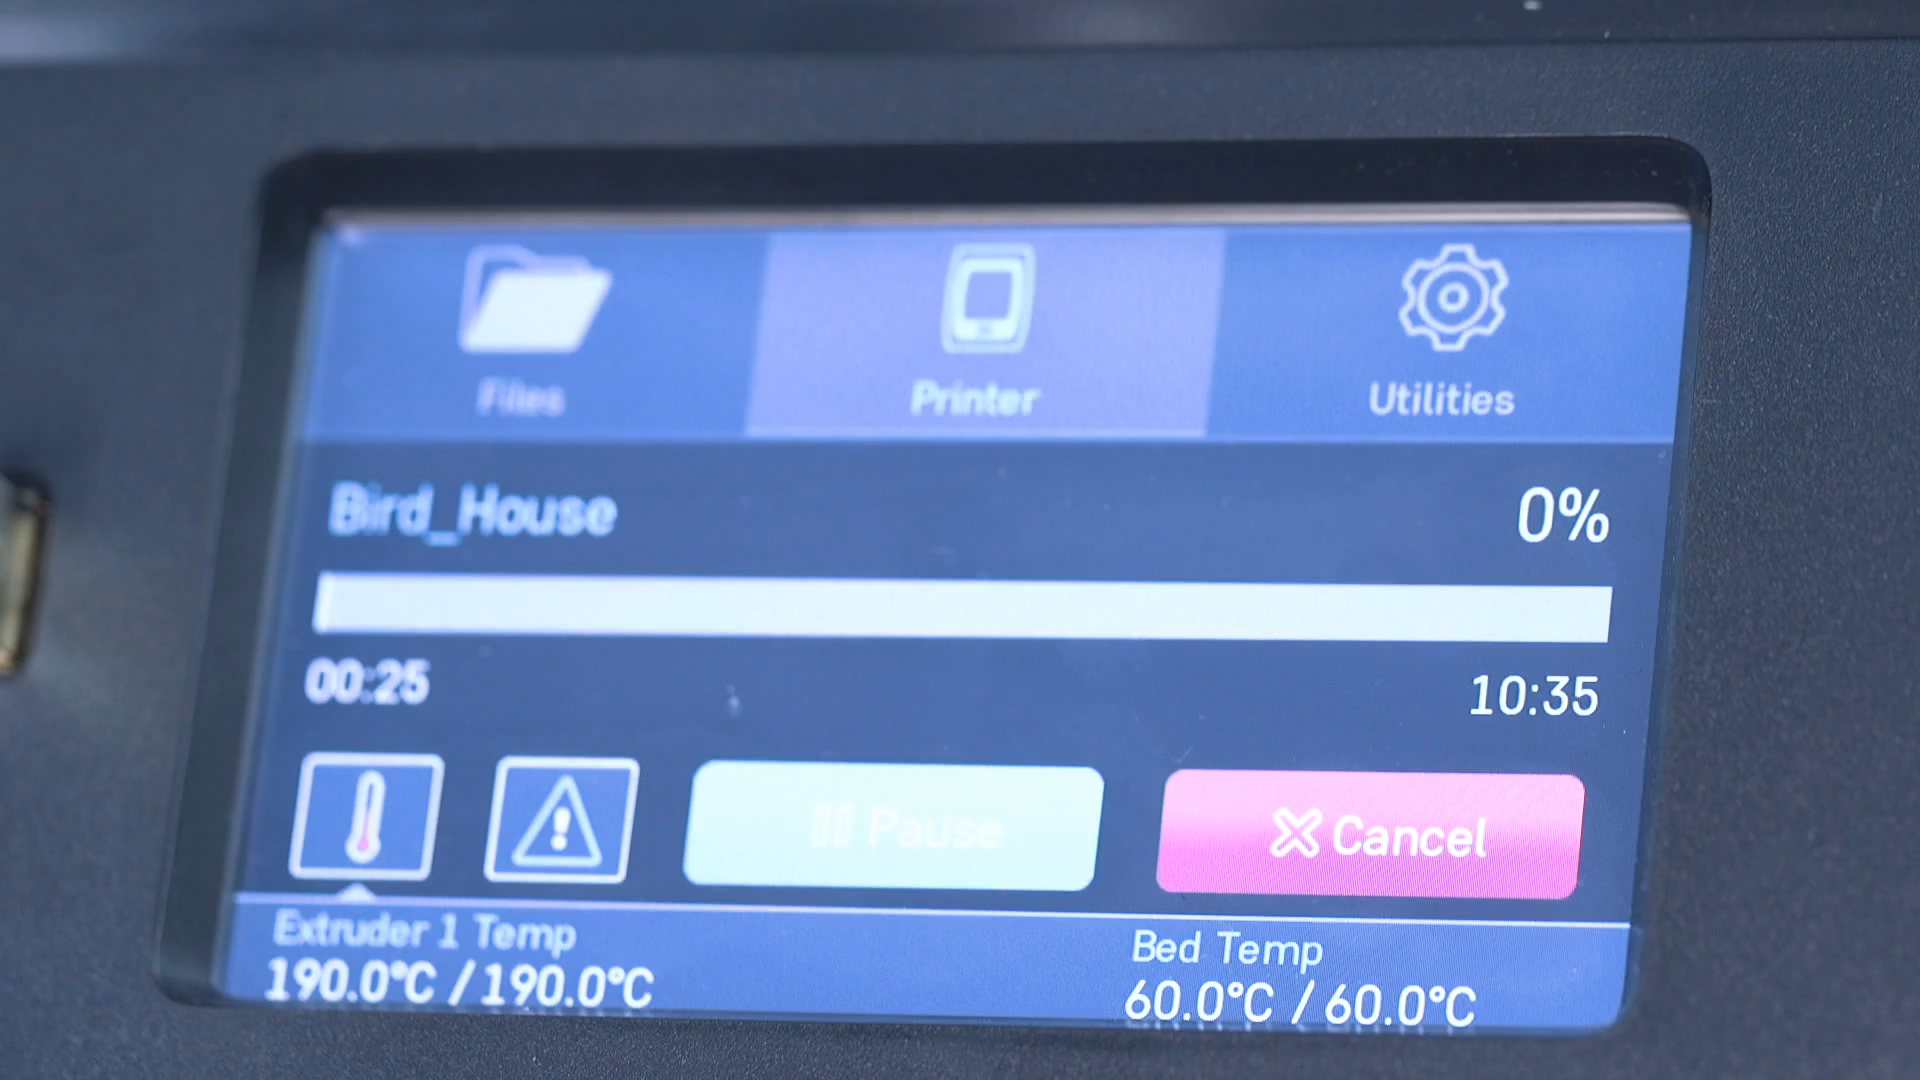 Files Printer Utilities
Bird_House 0%
00:25 10:35
Pause Cancel
Extruder 1 Temp Bed Temp
190.0°C / 190.0°C 60.0°C / 60.0°C